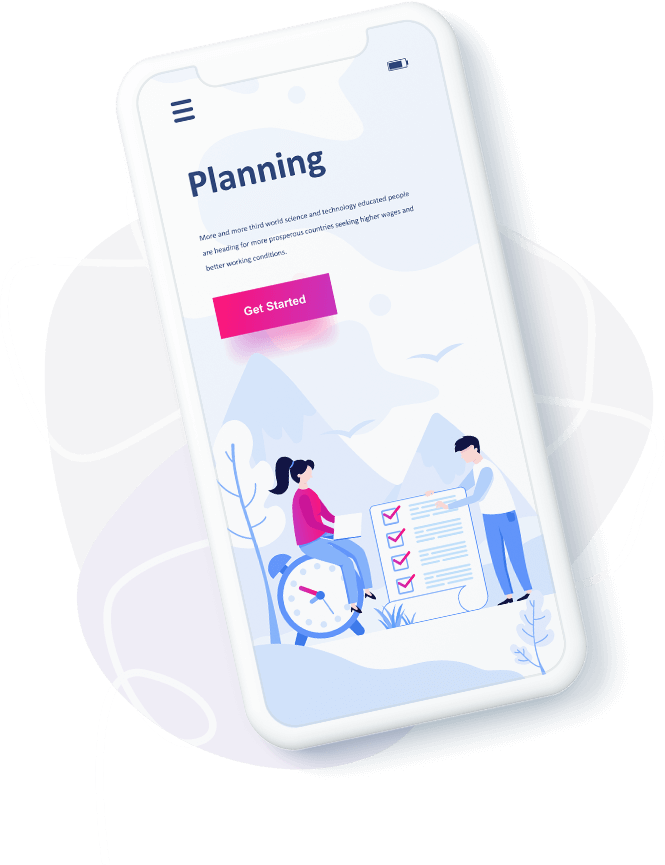 Planning
More and more third world science and technology educated people
are heading for more prosperous countries seeking higher wages and
better working conditions.
Get Started